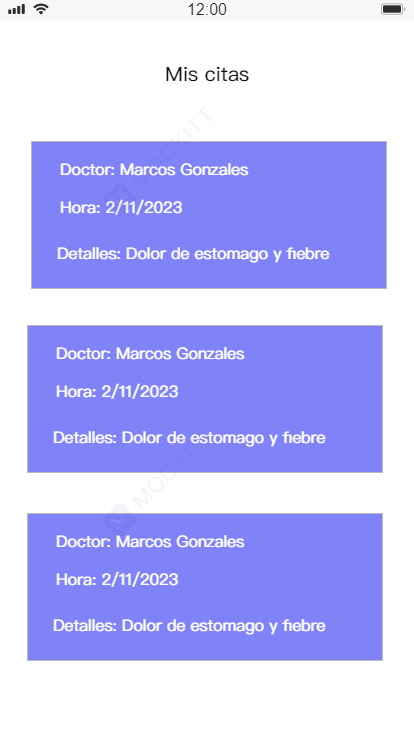 12:00
Mis citas
MOCKITT
Doctor: Marcos Gonzales
Hora: 2/11/2023
Detalles: Dolor de estomago y fiebre
Doctor: Marcos Gonzales
Hora: 2/11/2023
Detalles: Dolor de estomago y fiebre
MOCKITT
Doctor: Marcos Gonzales
Hora: 2/11/2023
Detalles: Dolor de estomago y fiebre